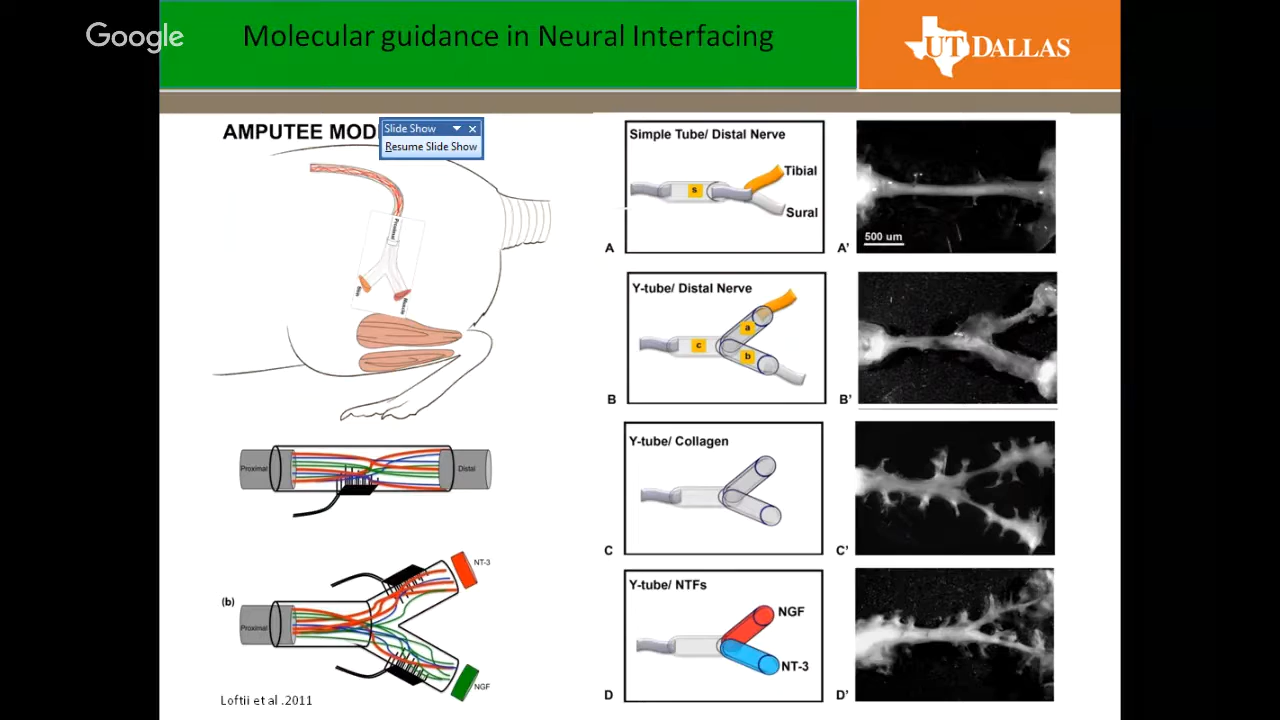 Google
Molecular guidance in Neural Interfacing
UT DALLAS
AMPUTEE MOD
Slide Show
Resume Slide Show
Proximal
Proximal
Distal
(b)
Proximal
NT-3
NGF
Loftii et al .2011
Simple Tube/ Distal Nerve
s
Tibial
Sural
A
A'
500 um
Y-tube/ Distal Nerve
a
c
b
B
B'
Y-tube/ Collagen
C
C'
Y-tube/ NTFs
NGF
NT-3
D
D'